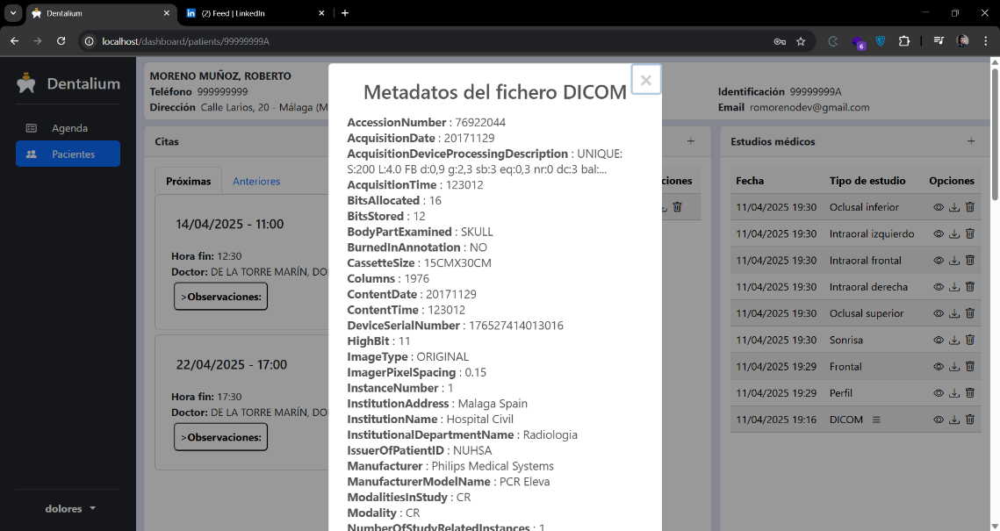 Dentalium
(2) Feed | LinkedIn
localhost/dashboard/patients/99999999A
6
Dentalium
Agenda
Pacientes
dolores
MORENO MUÑOZ, ROBERTO
Teléfono 999999999
Dirección Calle Larios, 20 - Málaga (M
Identificación 99999999A
Email romorenodev@gmail.com
Citas
Próximas
Anteriores
14/04/2025 - 11:00
Hora fin: 12:30
Doctor: DE LA TORRE MARÍN, DO
>Observaciones:
22/04/2025 - 17:00
Hora fin: 17:30
Doctor: DE LA TORRE MARÍN, DO
>Observaciones:
Metadatos del fichero DICOM
AccessionNumber : 76922044
AcquisitionDate : 20171129
AcquisitionDeviceProcessingDescription : UNIQUE:
S:200 L:4.0 FB d:0,9 g:2,3 sb:3 eq:0,3 nr:0 dc:3 bal:...
AcquisitionTime : 123012
BitsAllocated : 16
BitsStored : 12
BodyPartExamined : SKULL
BurnedInAnnotation : NO
CassetteSize : 15CMX30CM
Columns : 1976
ContentDate : 20171129
ContentTime : 123012
DeviceSerialNumber : 176527414013016
HighBit : 11
ImageType : ORIGINAL
ImagerPixelSpacing : 0.15
InstanceNumber : 1
InstitutionAddress : Malaga Spain
InstitutionName : Hospital Civil
InstitutionalDepartmentName : Radiologia
IssuerOfPatientID : NUHSA
Manufacturer : Philips Medical Systems
ManufacturerModelName : PCR Eleva
ModalitiesInStudy : CR
Modality : CR
NumberOfStudyRelatedInstances : 1
ciones
Estudios médicos
Fecha Tipo de estudio Opciones
11/04/2025 19:30 Oclusal inferior
11/04/2025 19:30 Intraoral izquierdo
11/04/2025 19:30 Intraoral frontal
11/04/2025 19:30 Intraoral derecha
11/04/2025 19:30 Oclusal superior
11/04/2025 19:30 Sonrisa
11/04/2025 19:29 Frontal
11/04/2025 19:29 Perfil
11/04/2025 19:16 DICOM